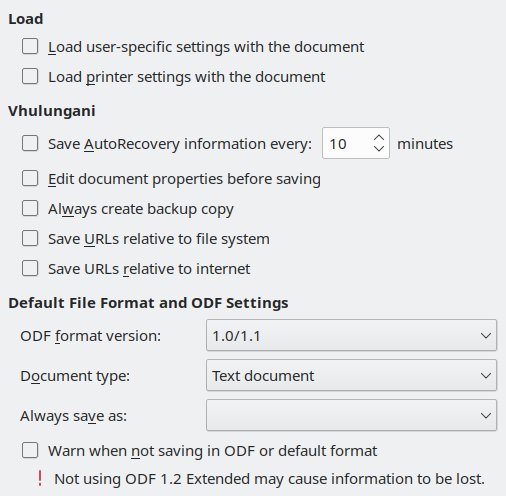 Load
Load user-specific settings with the document
Load printer settings with the document
Vhulungani
Save AutoRecovery information every: 10 minutes
Edit document properties before saving
Always create backup copy
Save URLs relative to file system
Save URLs relative to internet
Default File Format and ODF Settings
ODF format version: 1.0/1.1
Document type: Text document
Always save as:
Warn when not saving in ODF or default format
! Not using ODF 1.2 Extended may cause information to be lost.